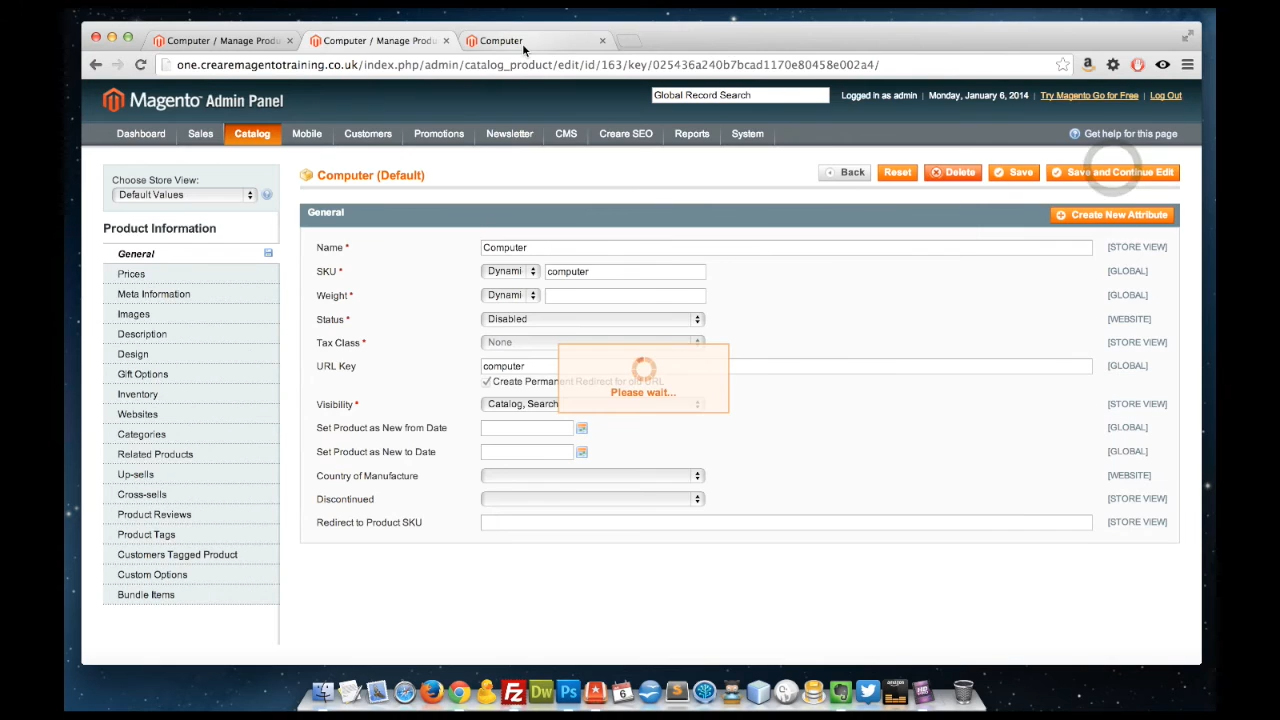 Computer / Manage Produ
Computer / Manage Produ
Computer
one.crearemagentotraining.co.uk/index.php/admin/catalog_product/edit/id/163/key/025436a240b7bcad1170e80458e002a4/
Magento Admin Panel
Global Record Search
Logged in as admin | Monday, January 6, 2014 | Try Magento Go for Free | Log Out
Dashboard Sales Catalog Mobile Customers Promotions Newsletter CMS Creare SEO Reports System
Get help for this page
Choose Store View:
Default Values
Product Information
General
Prices
Meta Information
Images
Description
Design
Gift Options
Inventory
Websites
Categories
Related Products
Up-sells
Cross-sells
Product Reviews
Product Tags
Customers Tagged Product
Custom Options
Bundle Items
Computer (Default)
Back Reset Delete Save Save and Continue Edit
General
Create New Attribute
Name * Computer [STORE VIEW]
SKU * Dynami computer [GLOBAL]
Weight * Dynami [GLOBAL]
Status * Disabled [WEBSITE]
Tax Class * None [STORE VIEW]
URL Key computer [GLOBAL]
Create Permanent Redirect for old URL
Please wait...
Visibility * Catalog, Search [STORE VIEW]
Set Product as New from Date [GLOBAL]
Set Product as New to Date [GLOBAL]
Country of Manufacture [WEBSITE]
Discontinued [STORE VIEW]
Redirect to Product SKU [STORE VIEW]
Fz Dw Ps 6 S